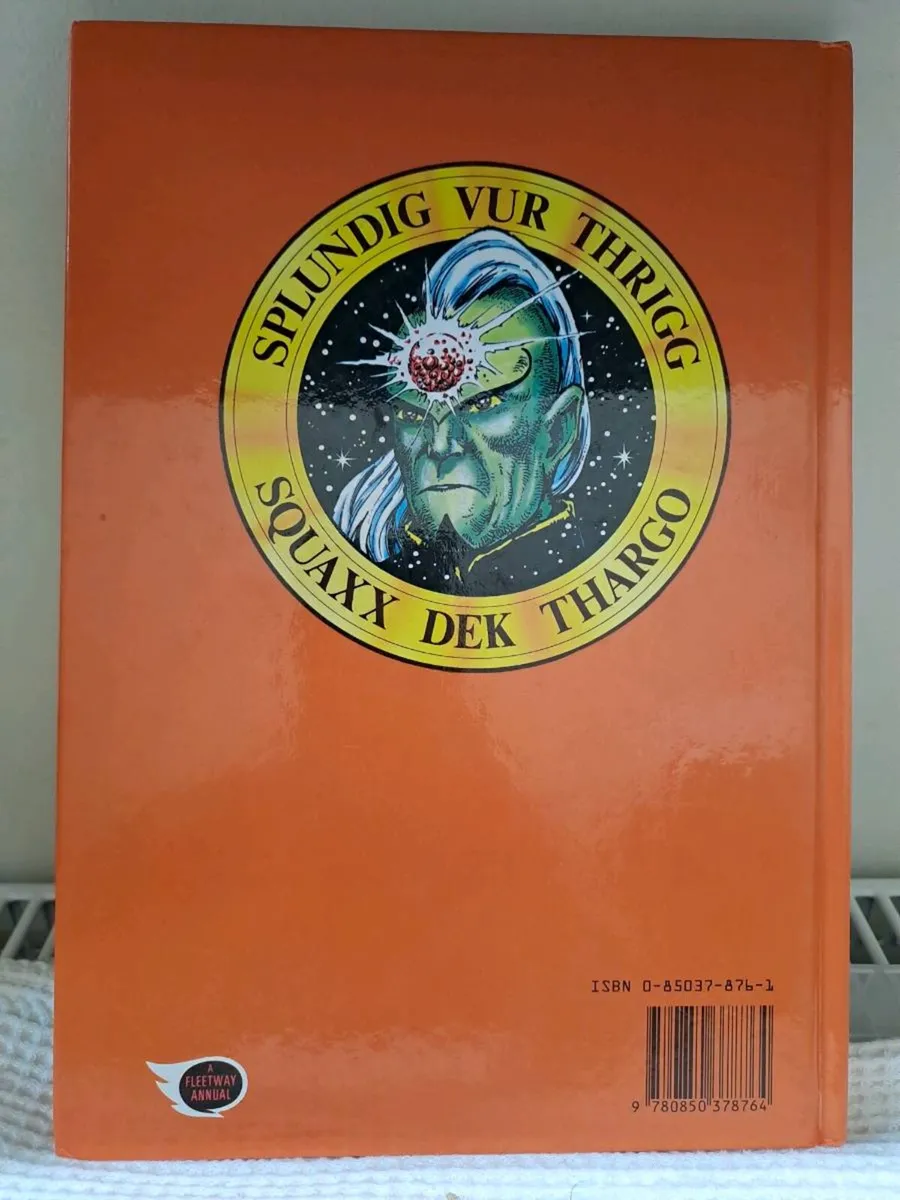 SPLUNDIG VUR THRIGG
SQUAXX DEK THARGO
ISBN 0-85037-876-1
9 780850 378764
A
FLEETWAY
ANNUAL